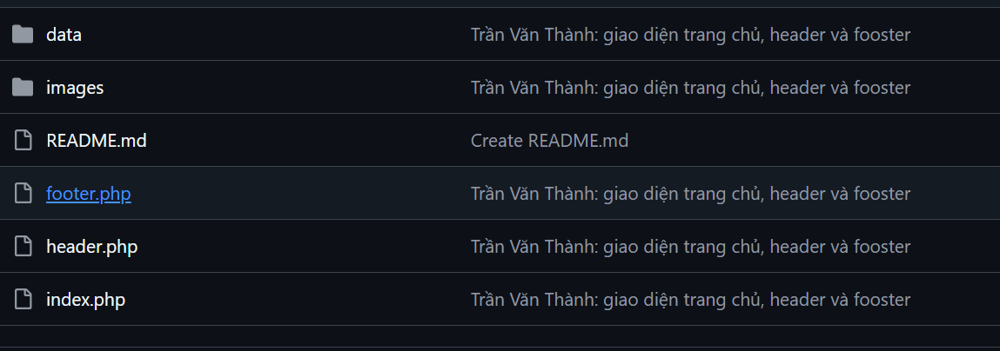 data Trần Văn Thành: giao diện trang chủ, header và fooster
images Trần Văn Thành: giao diện trang chủ, header và fooster
README.md Create README.md
footer.php Trần Văn Thành: giao diện trang chủ, header và fooster
header.php Trần Văn Thành: giao diện trang chủ, header và fooster
index.php Trần Văn Thành: giao diện trang chủ, header và fooster